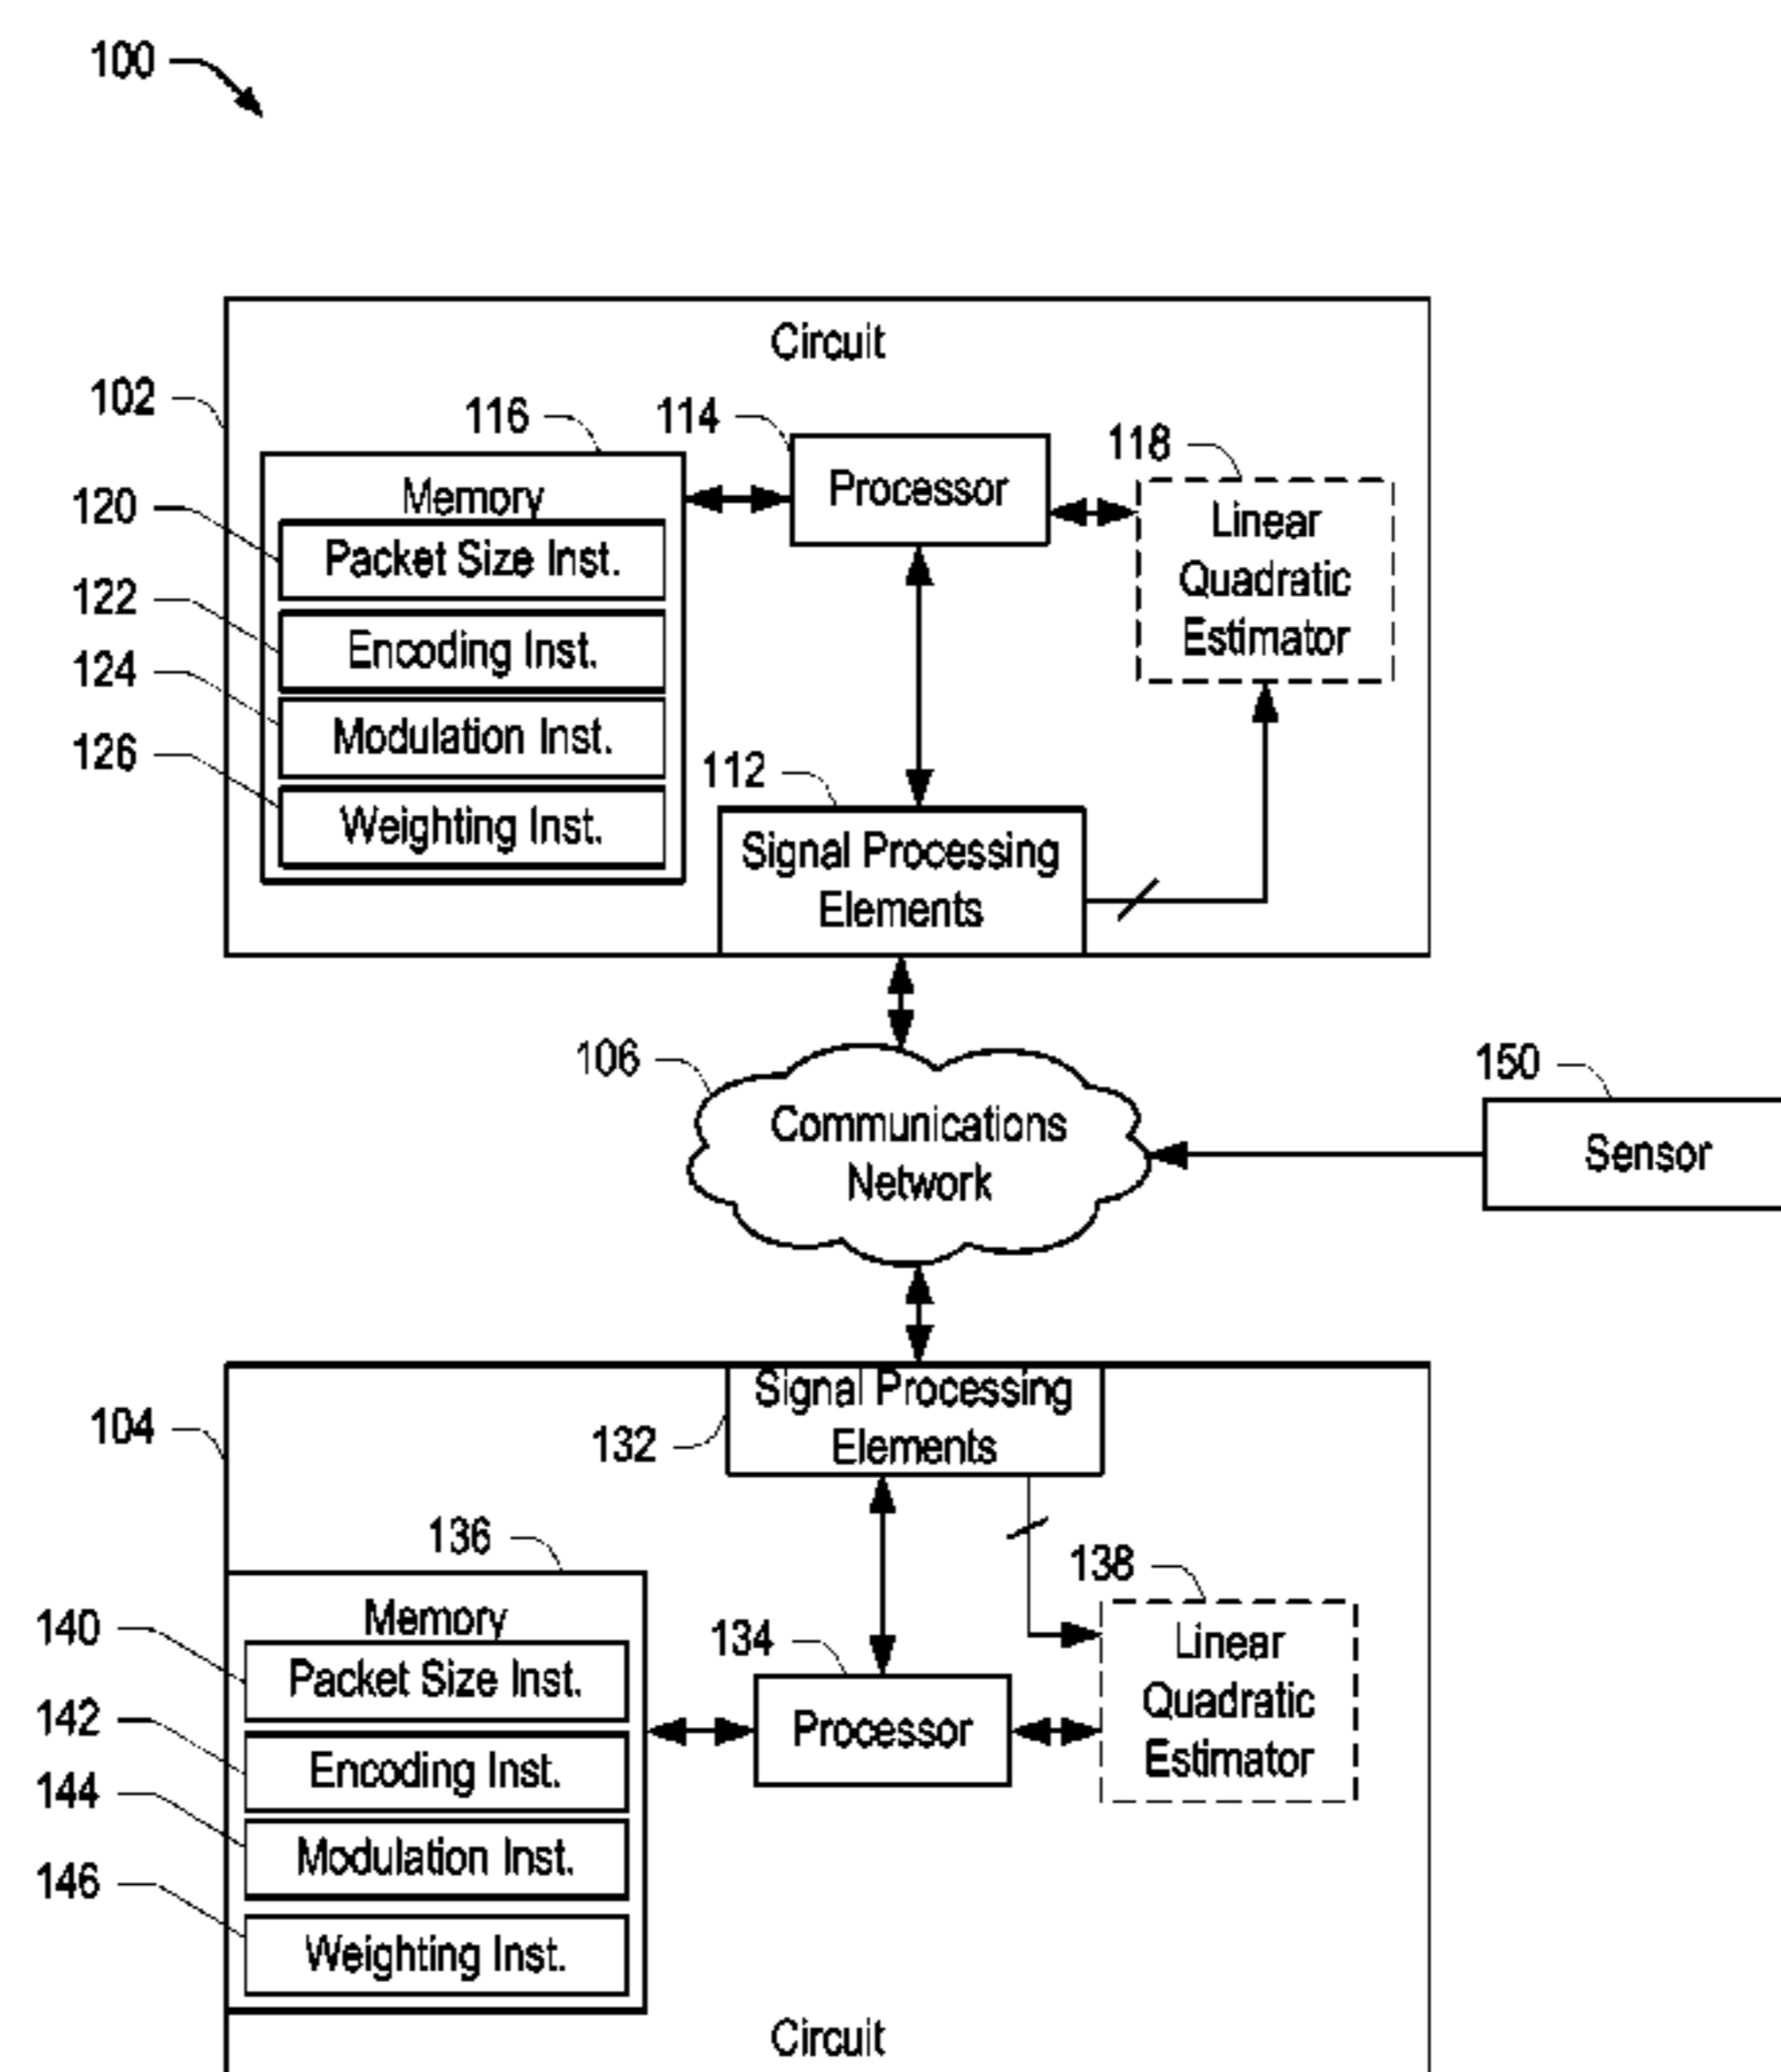 100
Circuit
102
116
114
118
Memory
Processor
Linear
Quadratic
Estimator
120
Packet Size Inst.
122
Encoding Inst.
124
Modulation Inst.
126
Weighting Inst.
112
Signal Processing
Elements
106
Communications
Network
150
Sensor
104
132
Signal Processing
Elements
136
138
Memory
134
Linear
Quadratic
Estimator
140
Packet Size Inst.
Processor
142
Encoding Inst.
144
Modulation Inst.
146
Weighting Inst.
Circuit